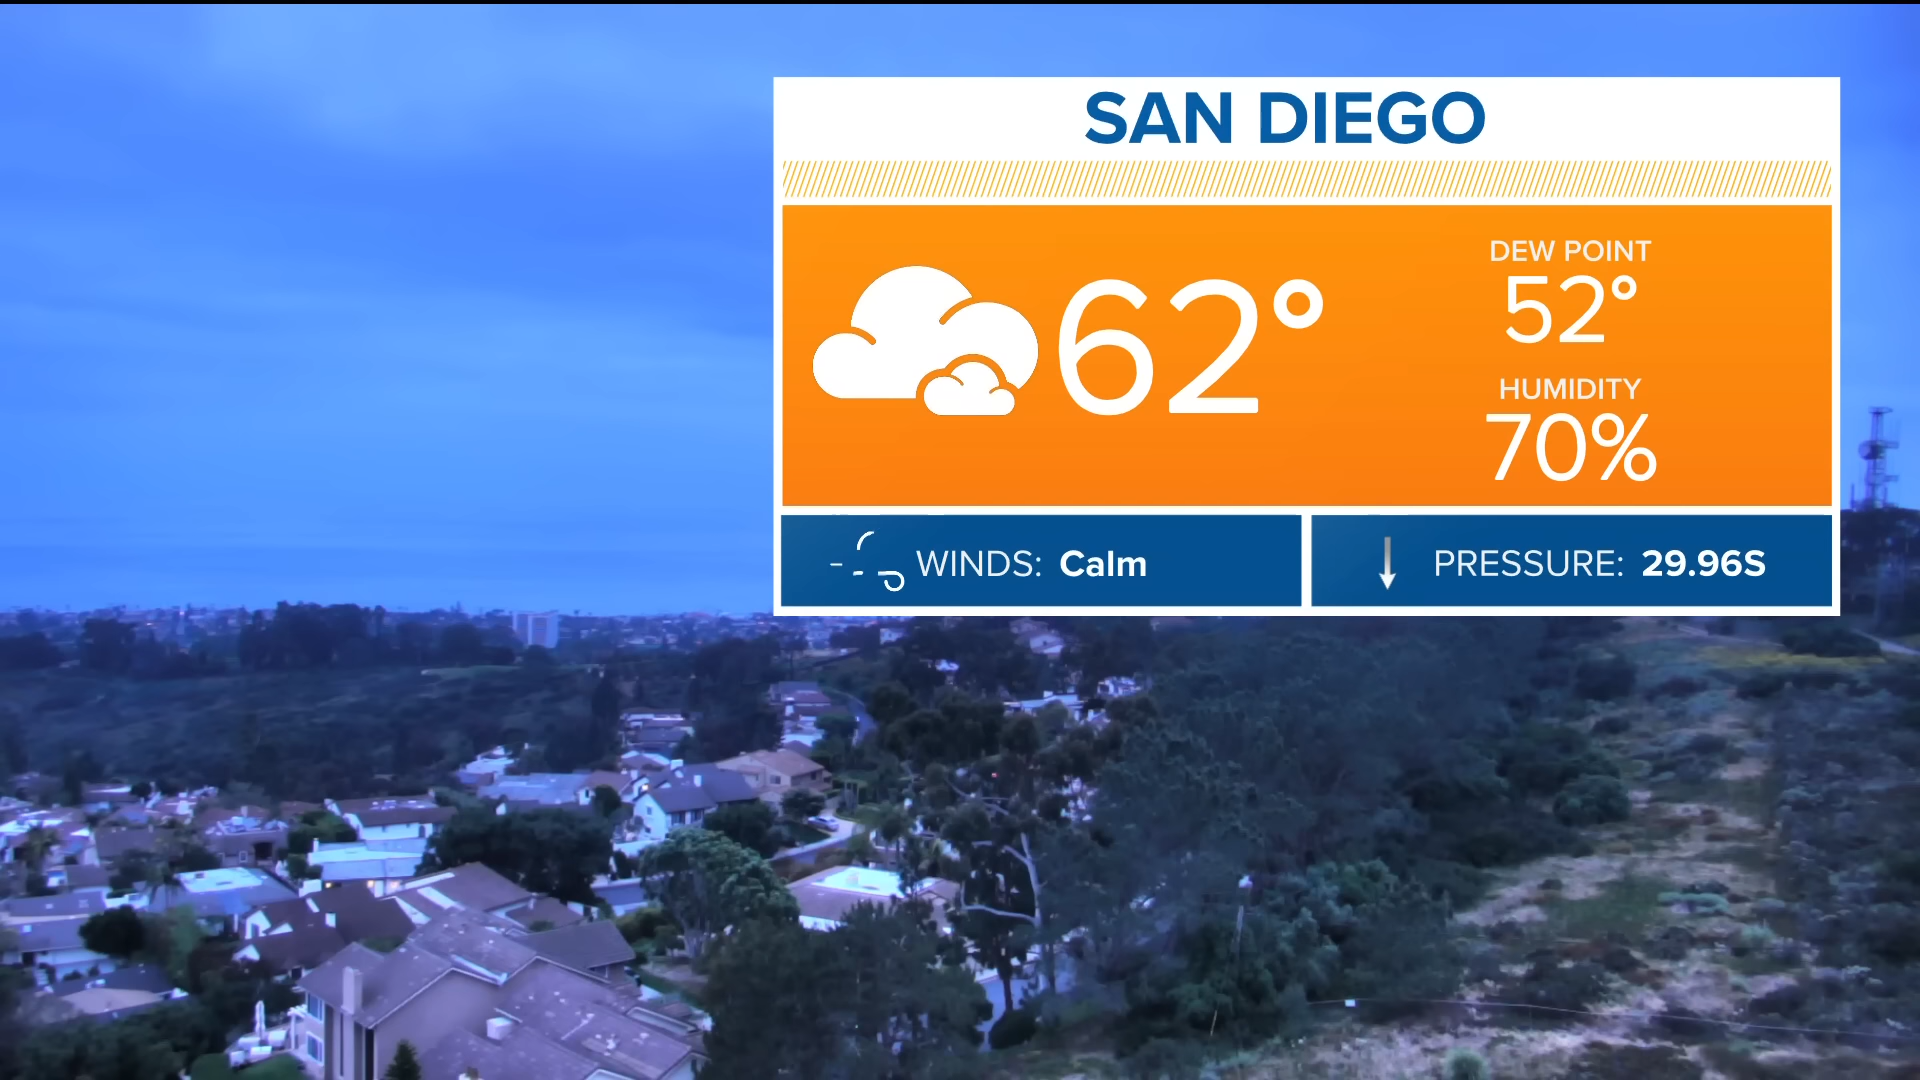 SAN DIEGO
62°
DEW POINT
52°
HUMIDITY
70%
WINDS: Calm
PRESSURE: 29.96S